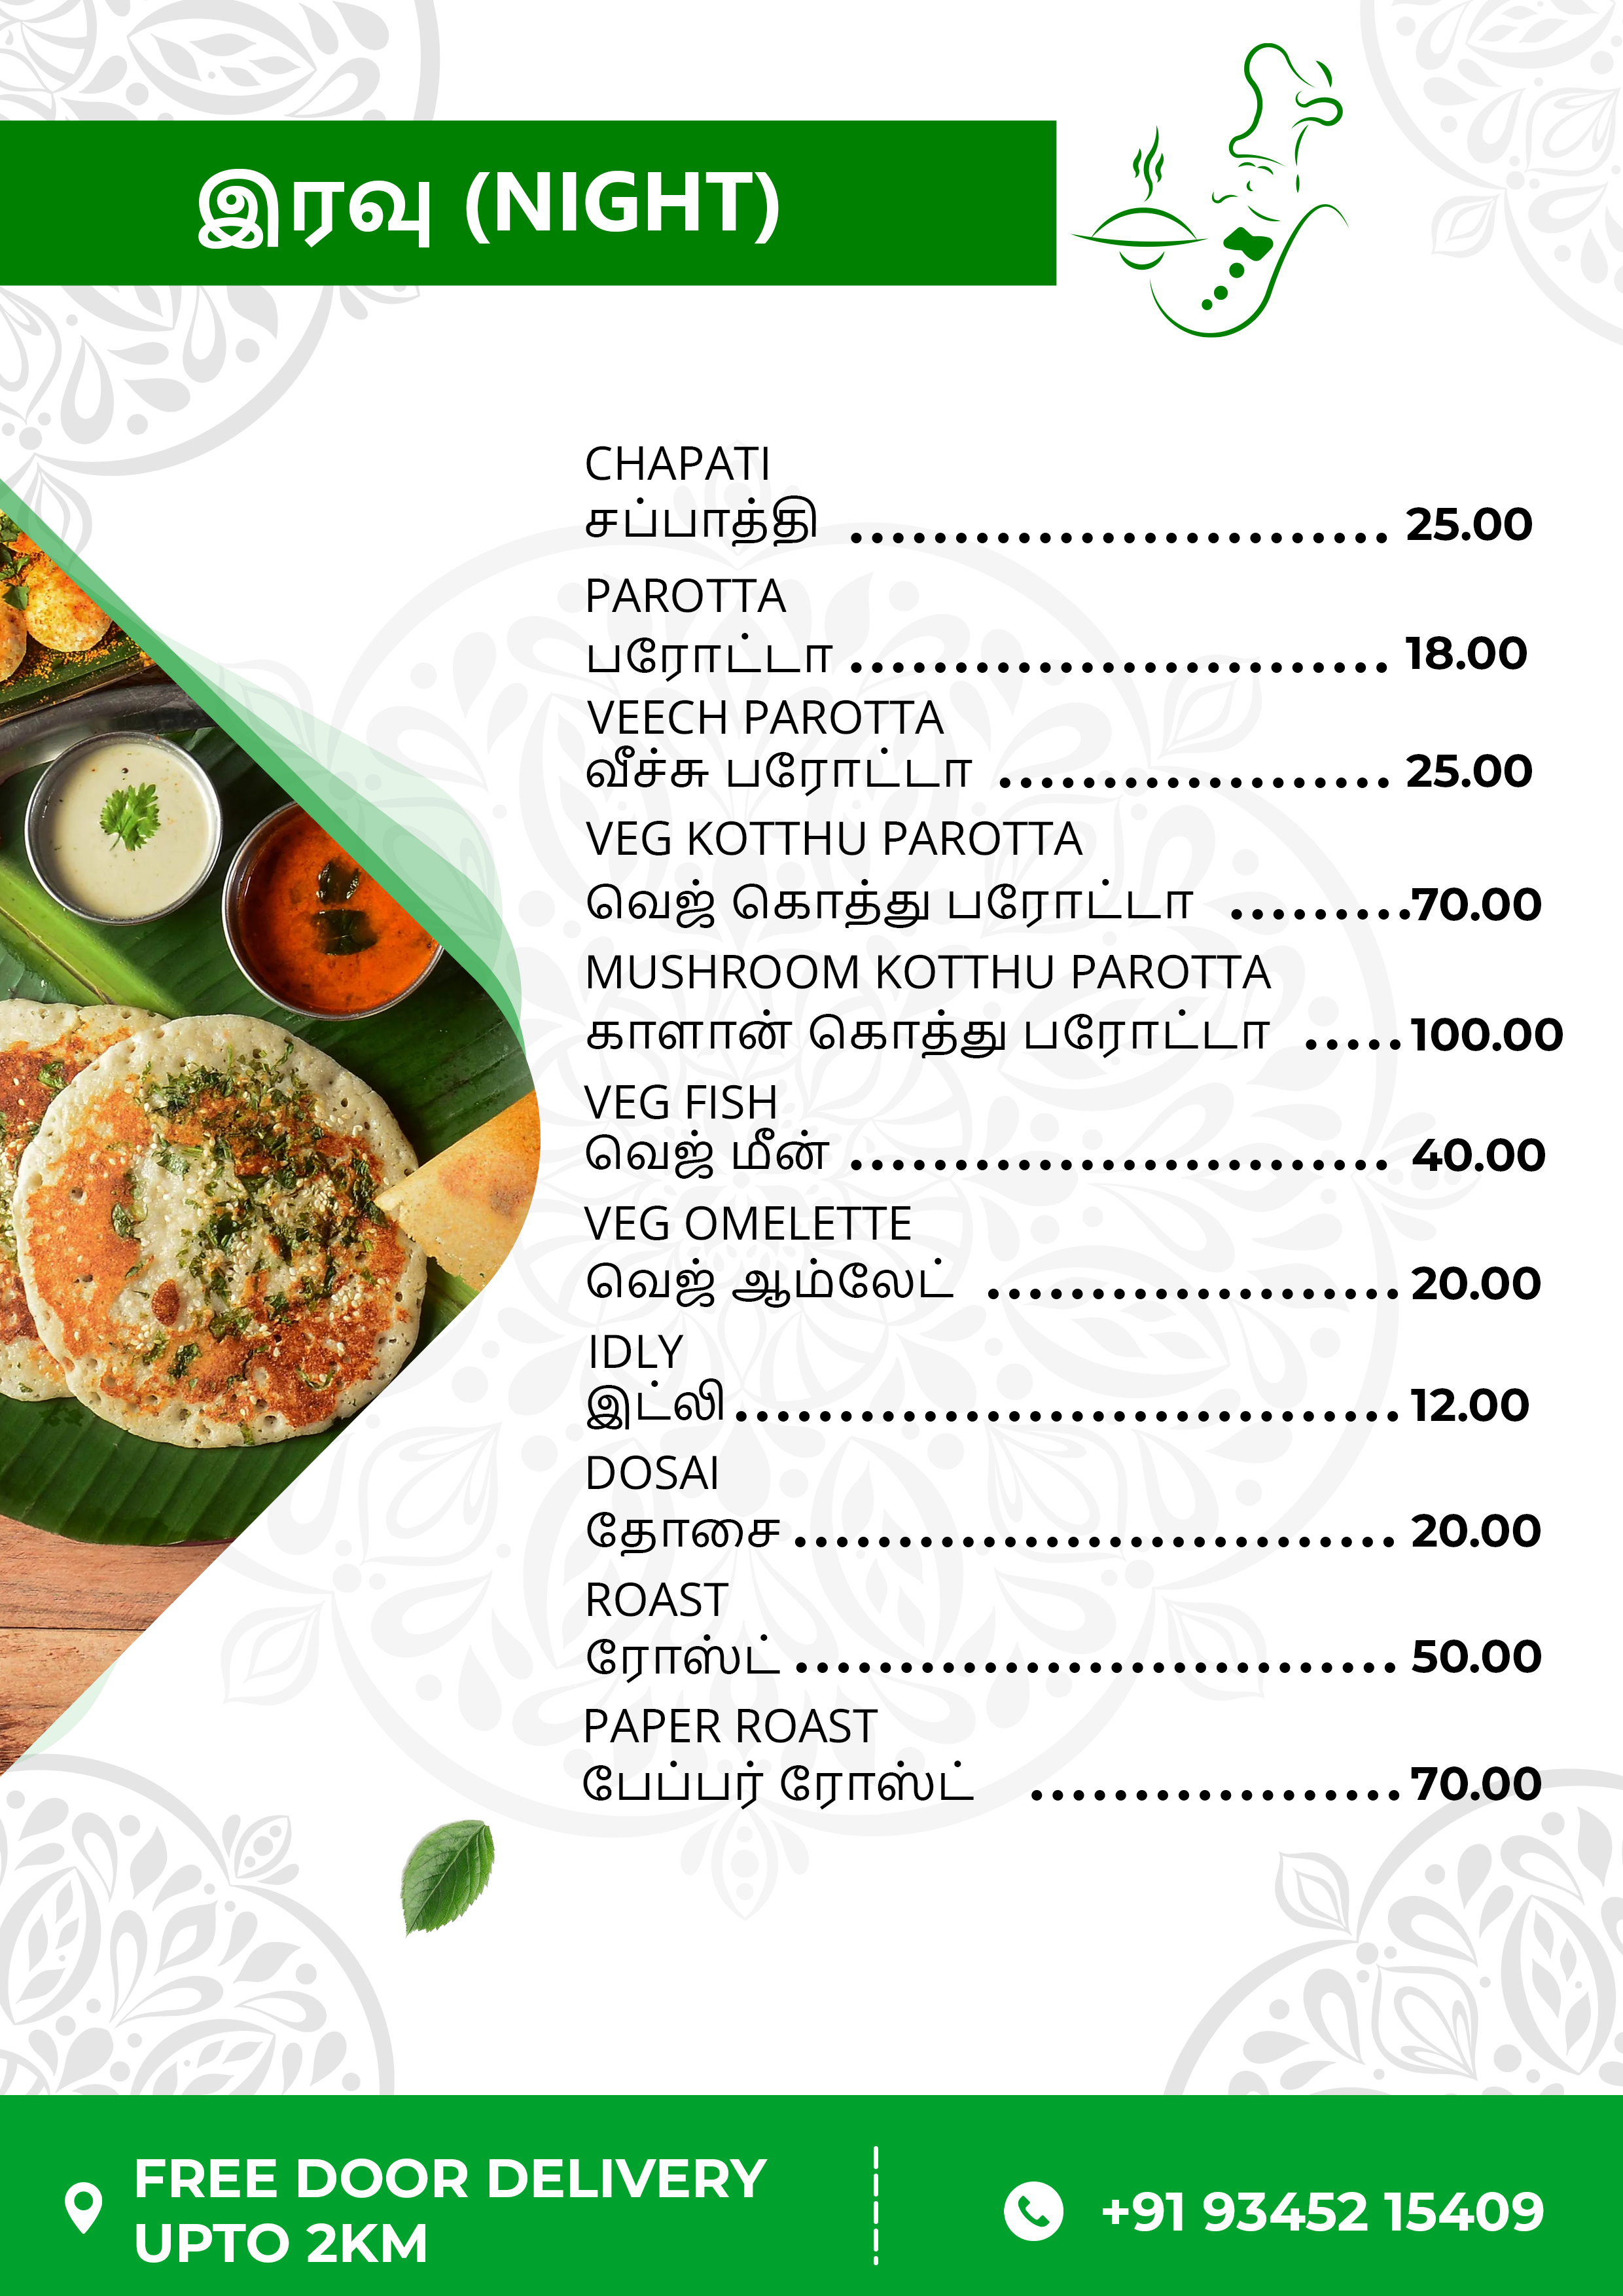 இரவு (NIGHT)
CHAPATI
சப்பாத்தி .......................... 25.00
PAROTTA
பரோட்டா .......................... 18.00
VEECH PAROTTA
வீச்சு பரோட்டா ................... 25.00
VEG KOTTHU PAROTTA
வெஜ் கொத்து பரோட்டா .........70.00
MUSHROOM KOTTHU PAROTTA
காளான் கொத்து பரோட்டா .....100.00
VEG FISH
வெஜ் மீன் .......................... 40.00
VEG OMELETTE
வெஜ் ஆம்லேட் .................... 20.00
IDLY
இட்லி ................................ 12.00
DOSAI
தோசை ............................. 20.00
ROAST
ரோஸ்ட் ............................. 50.00
PAPER ROAST
பேப்பர் ரோஸ்ட் .................. 70.00
FREE DOOR DELIVERY
UPTO 2KM
+91 93452 15409